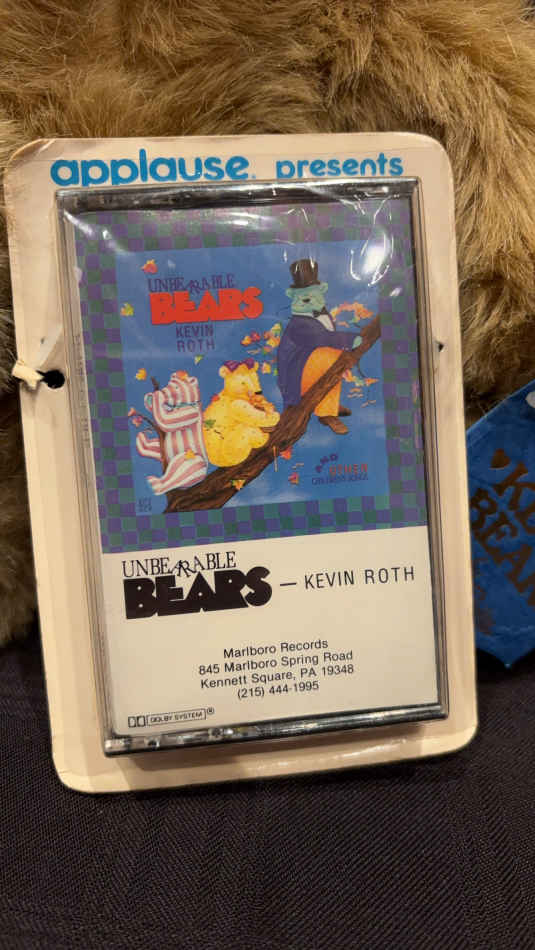 applause. presents
UNBEARABLE
BEARS
KEVIN
ROTH
AND
OTHER
CHILDREN'S SONGS
UNBEARABLE
BEARS — KEVIN ROTH
Marlboro Records
845 Marlboro Spring Road
Kennett Square, PA 19348
(215) 444-1995
DOLBY SYSTEM®
BEAR